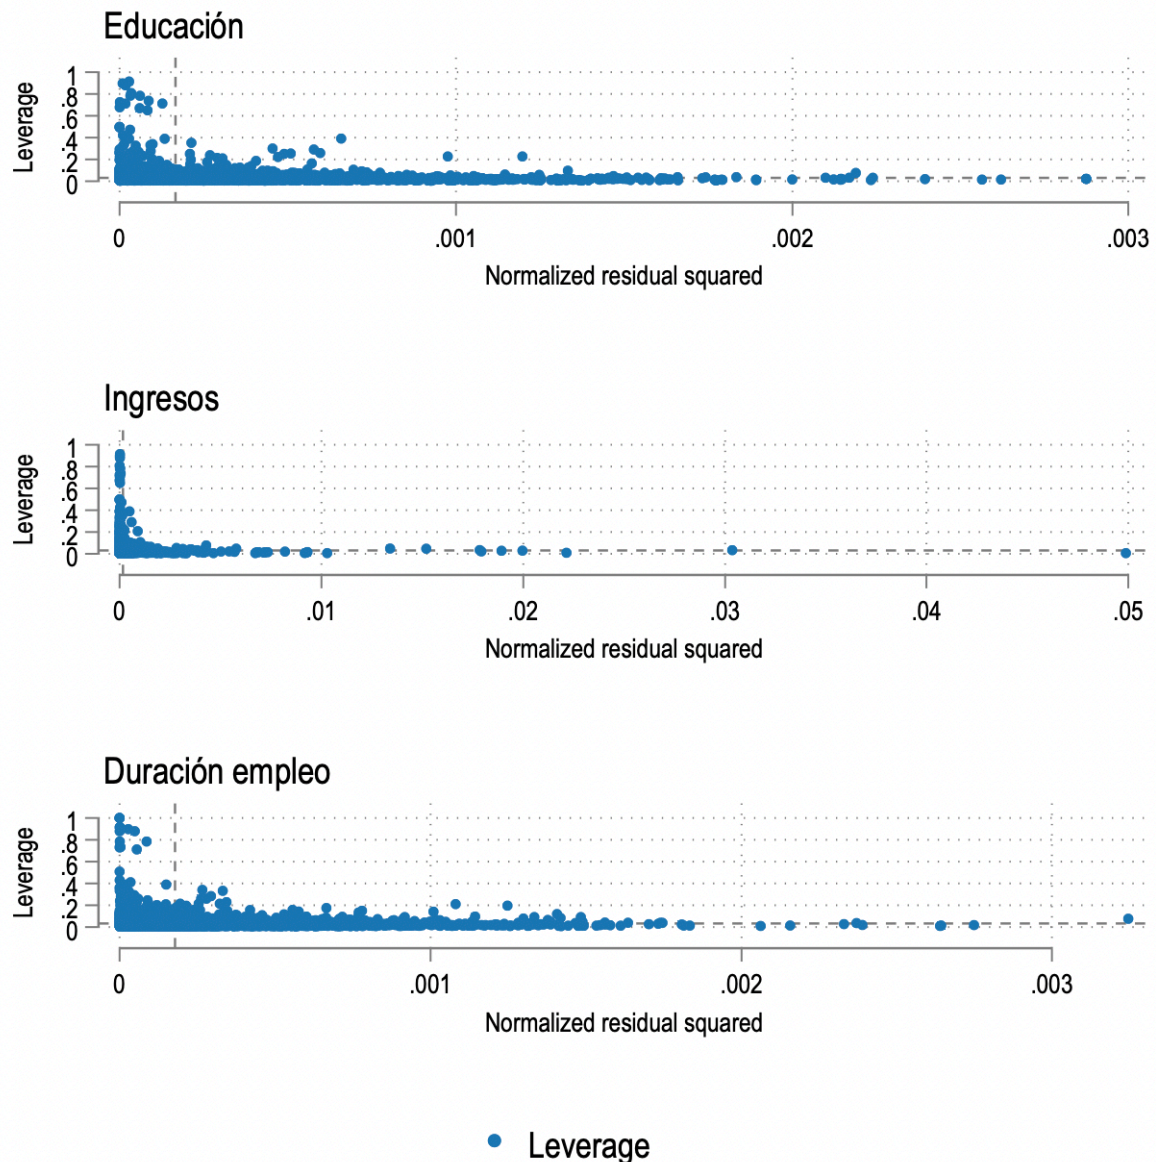 Educación
Leverage
1
.8
.6
.4
.2
0
0 .001 .002 .003
Normalized residual squared
Ingresos
Leverage
1
.8
.6
.4
.2
0
0 .01 .02 .03 .04 .05
Normalized residual squared
Duración empleo
Leverage
1
.8
.6
.4
.2
0
0 .001 .002 .003
Normalized residual squared
Leverage